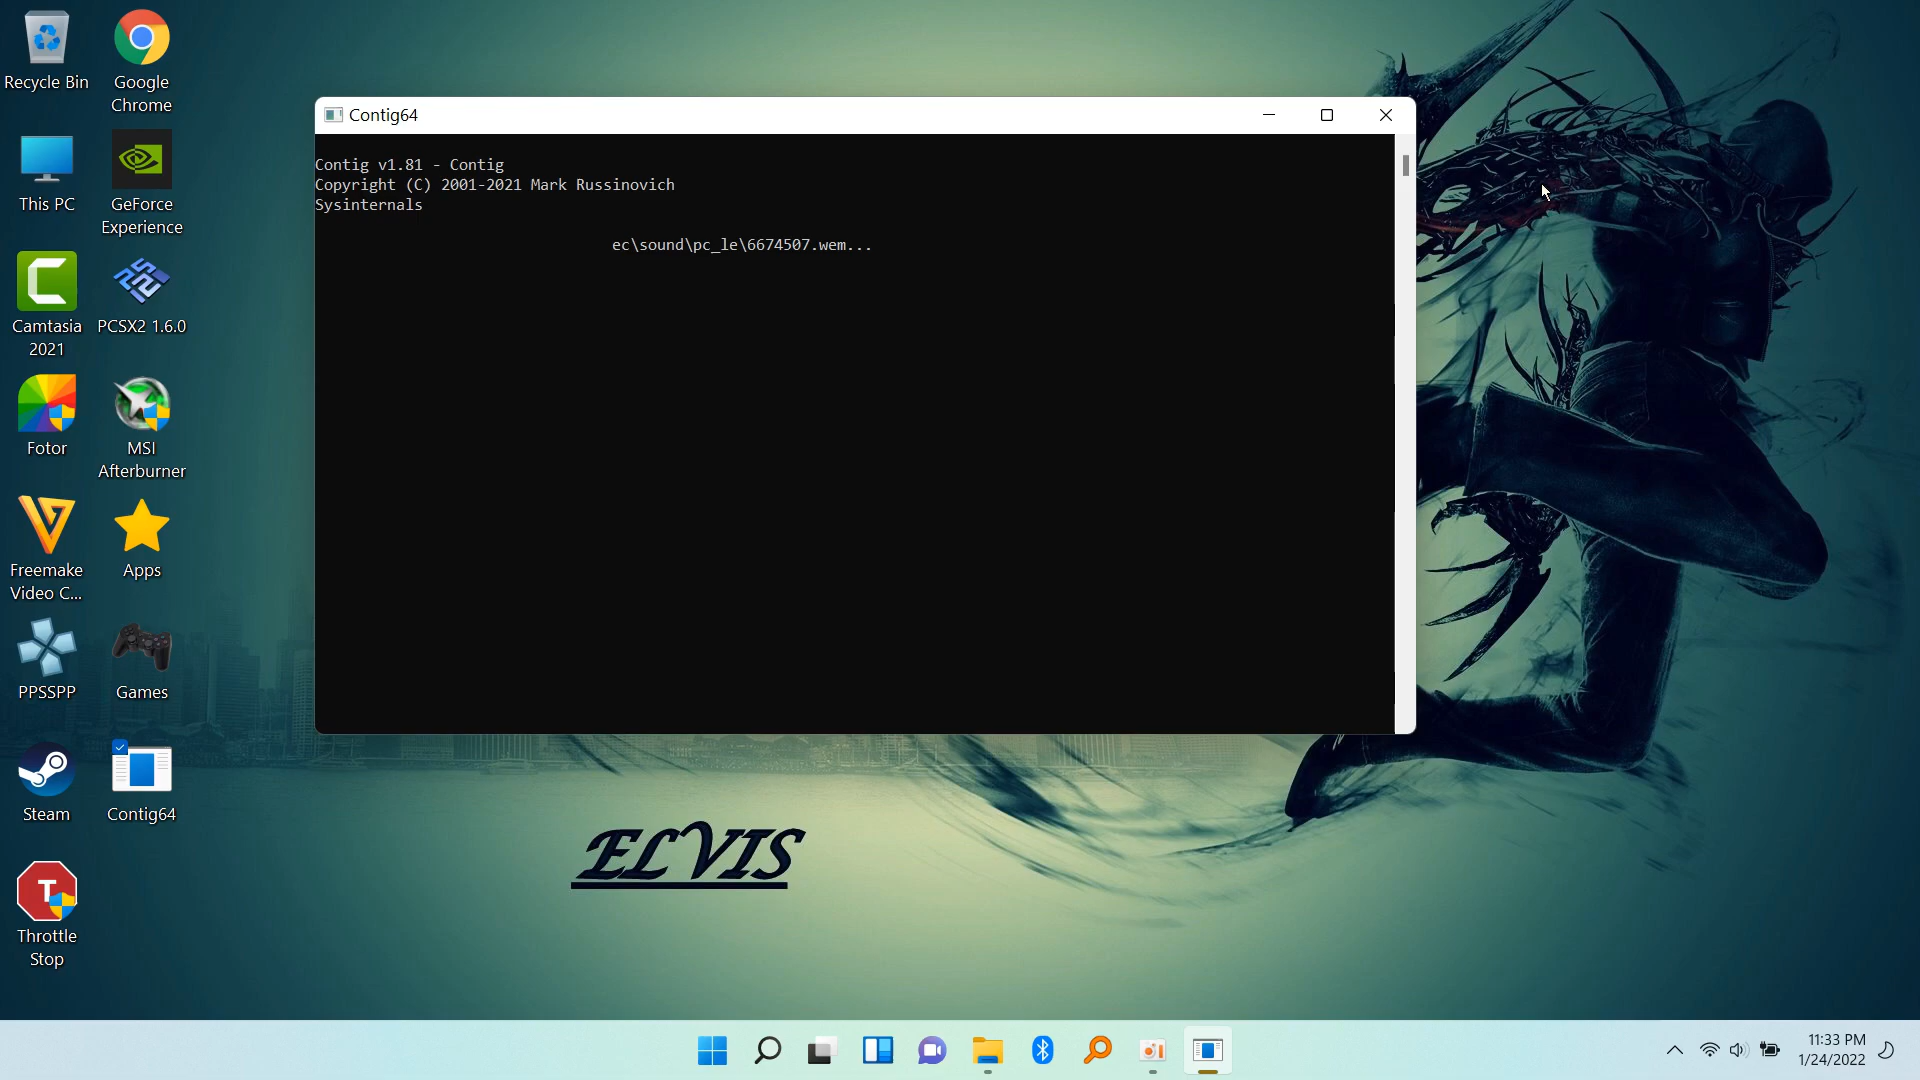 Recycle Bin
Google
Chrome
This PC
GeForce
Experience
Camtasia
2021
PCSX2 1.6.0
Fotor
MSI
Afterburner
Freemake
Video C...
Apps
PPSSPP
Games
Steam
Contig64
T
Throttle
Stop
Contig64
Contig v1.81 - Contig
Copyright (C) 2001-2021 Mark Russinovich
Sysinternals
ec\sound\pc_le\6674507.wem...
ELVIS
11:33 PM
1/24/2022